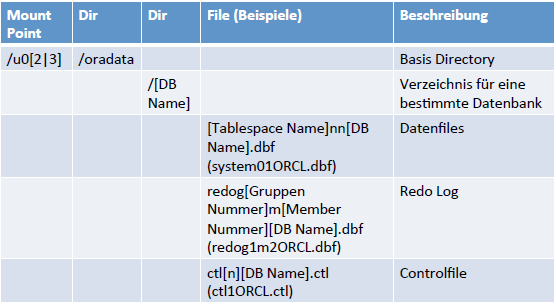 Mount Point Dir Dir File (Beispiele) Beschreibung
/u0[2|3] /oradata Basis Directory
/[DB Name] Verzeichnis für eine bestimmte Datenbank
[Tablespace Name]nn[DB Name].dbf (system01ORCL.dbf) Datenfiles
redog[Gruppen Nummer]m[Member Nummer][DB Name].dbf (redog1m2ORCL.dbf) Redo Log
ctl[n][DB Name].ctl (ctl1ORCL.ctl) Controlfile